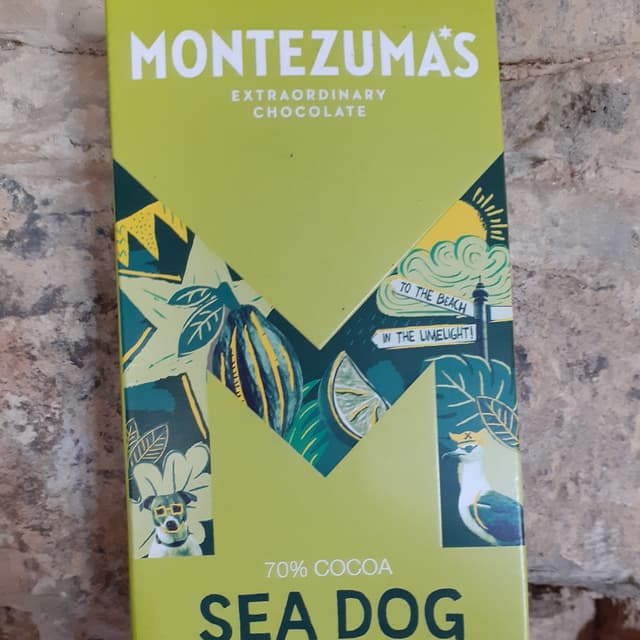 MONTEZUMA'S
EXTRAORDINARY
CHOCOLATE
TO THE BEACH
IN THE LIMELIGHT!
70% COCOA
SEA DOG